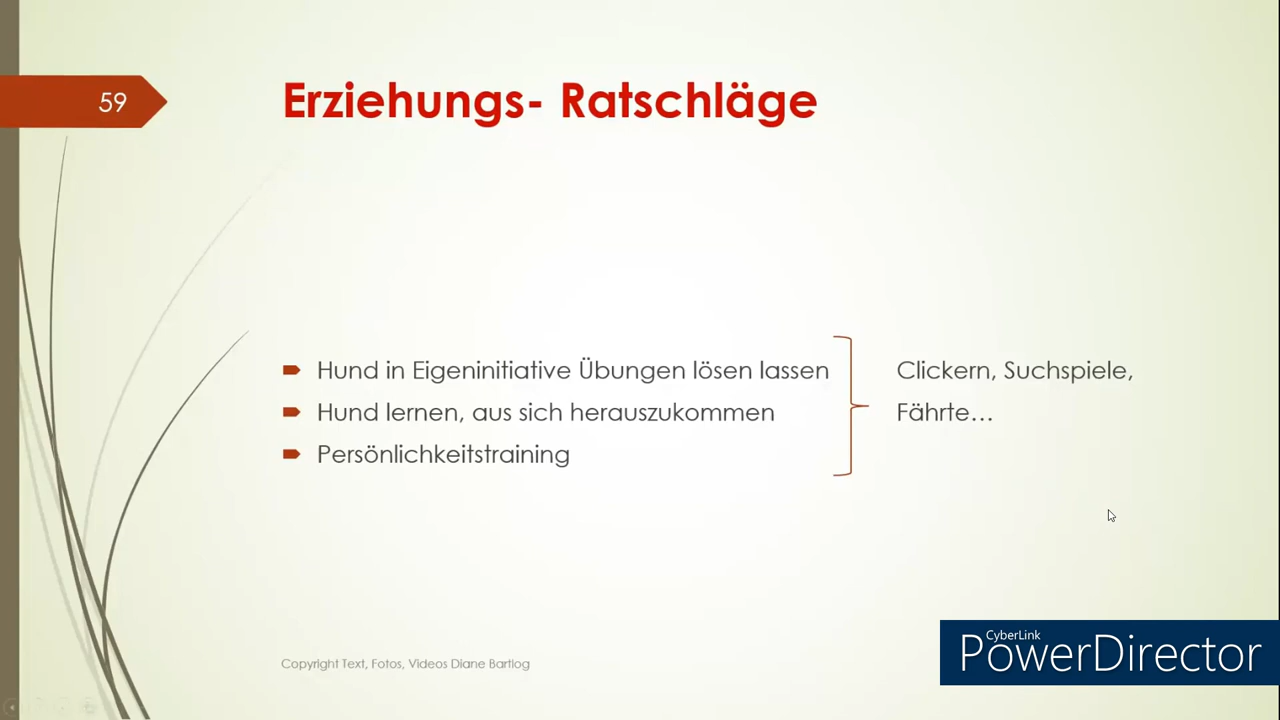 59
Erziehungs- Ratschläge
Hund in Eigeninitiative Übungen lösen lassen
Hund lernen, aus sich herauszukommen
Persönlichkeitstraining
Clickern, Suchspiele,
Fährte...
Copyright Text, Fotos, Videos Diane Bartlog
CyberLink
PowerDirector